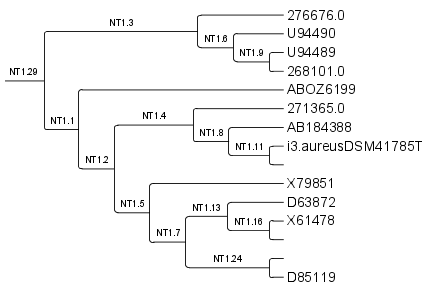 276676.0
NT1.3
U94490
NT1.6
U94489
NT1.9
268101.0
NT1.29
ABOZ6199
271365.0
NT1.4
NT1.1
AB184388
NT1.8
i3.aureusDSM41785T
NT1.11
NT1.2
X79851
D63872
NT1.5
NT1.13
X61478
NT1.16
NT1.7
NT1.24
D85119